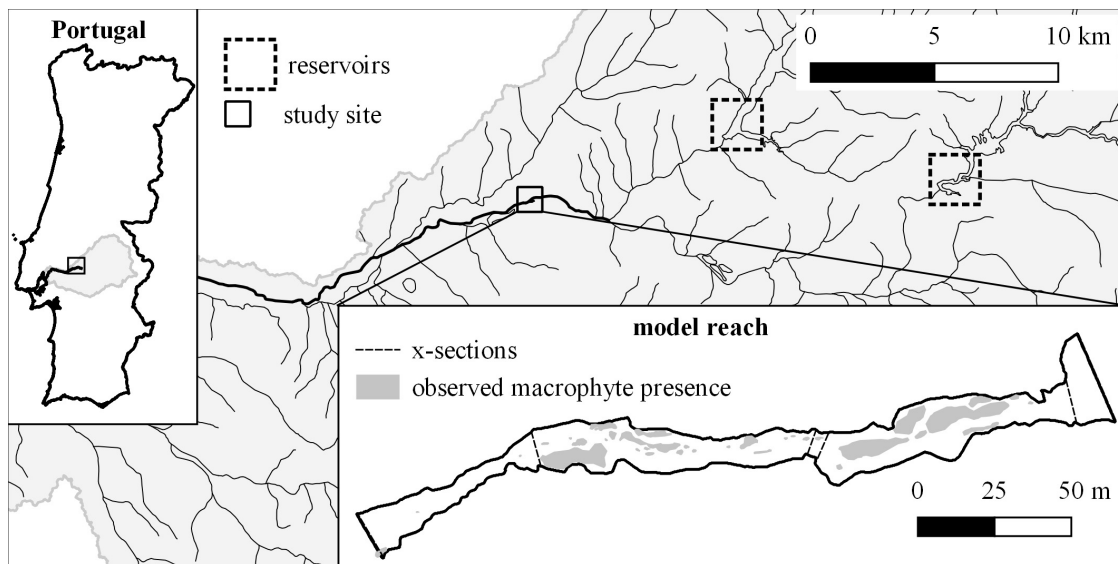 Portugal
reservoirs
study site
0 5 10 km
model reach
x-sections
observed macrophyte presence
0 25 50 m